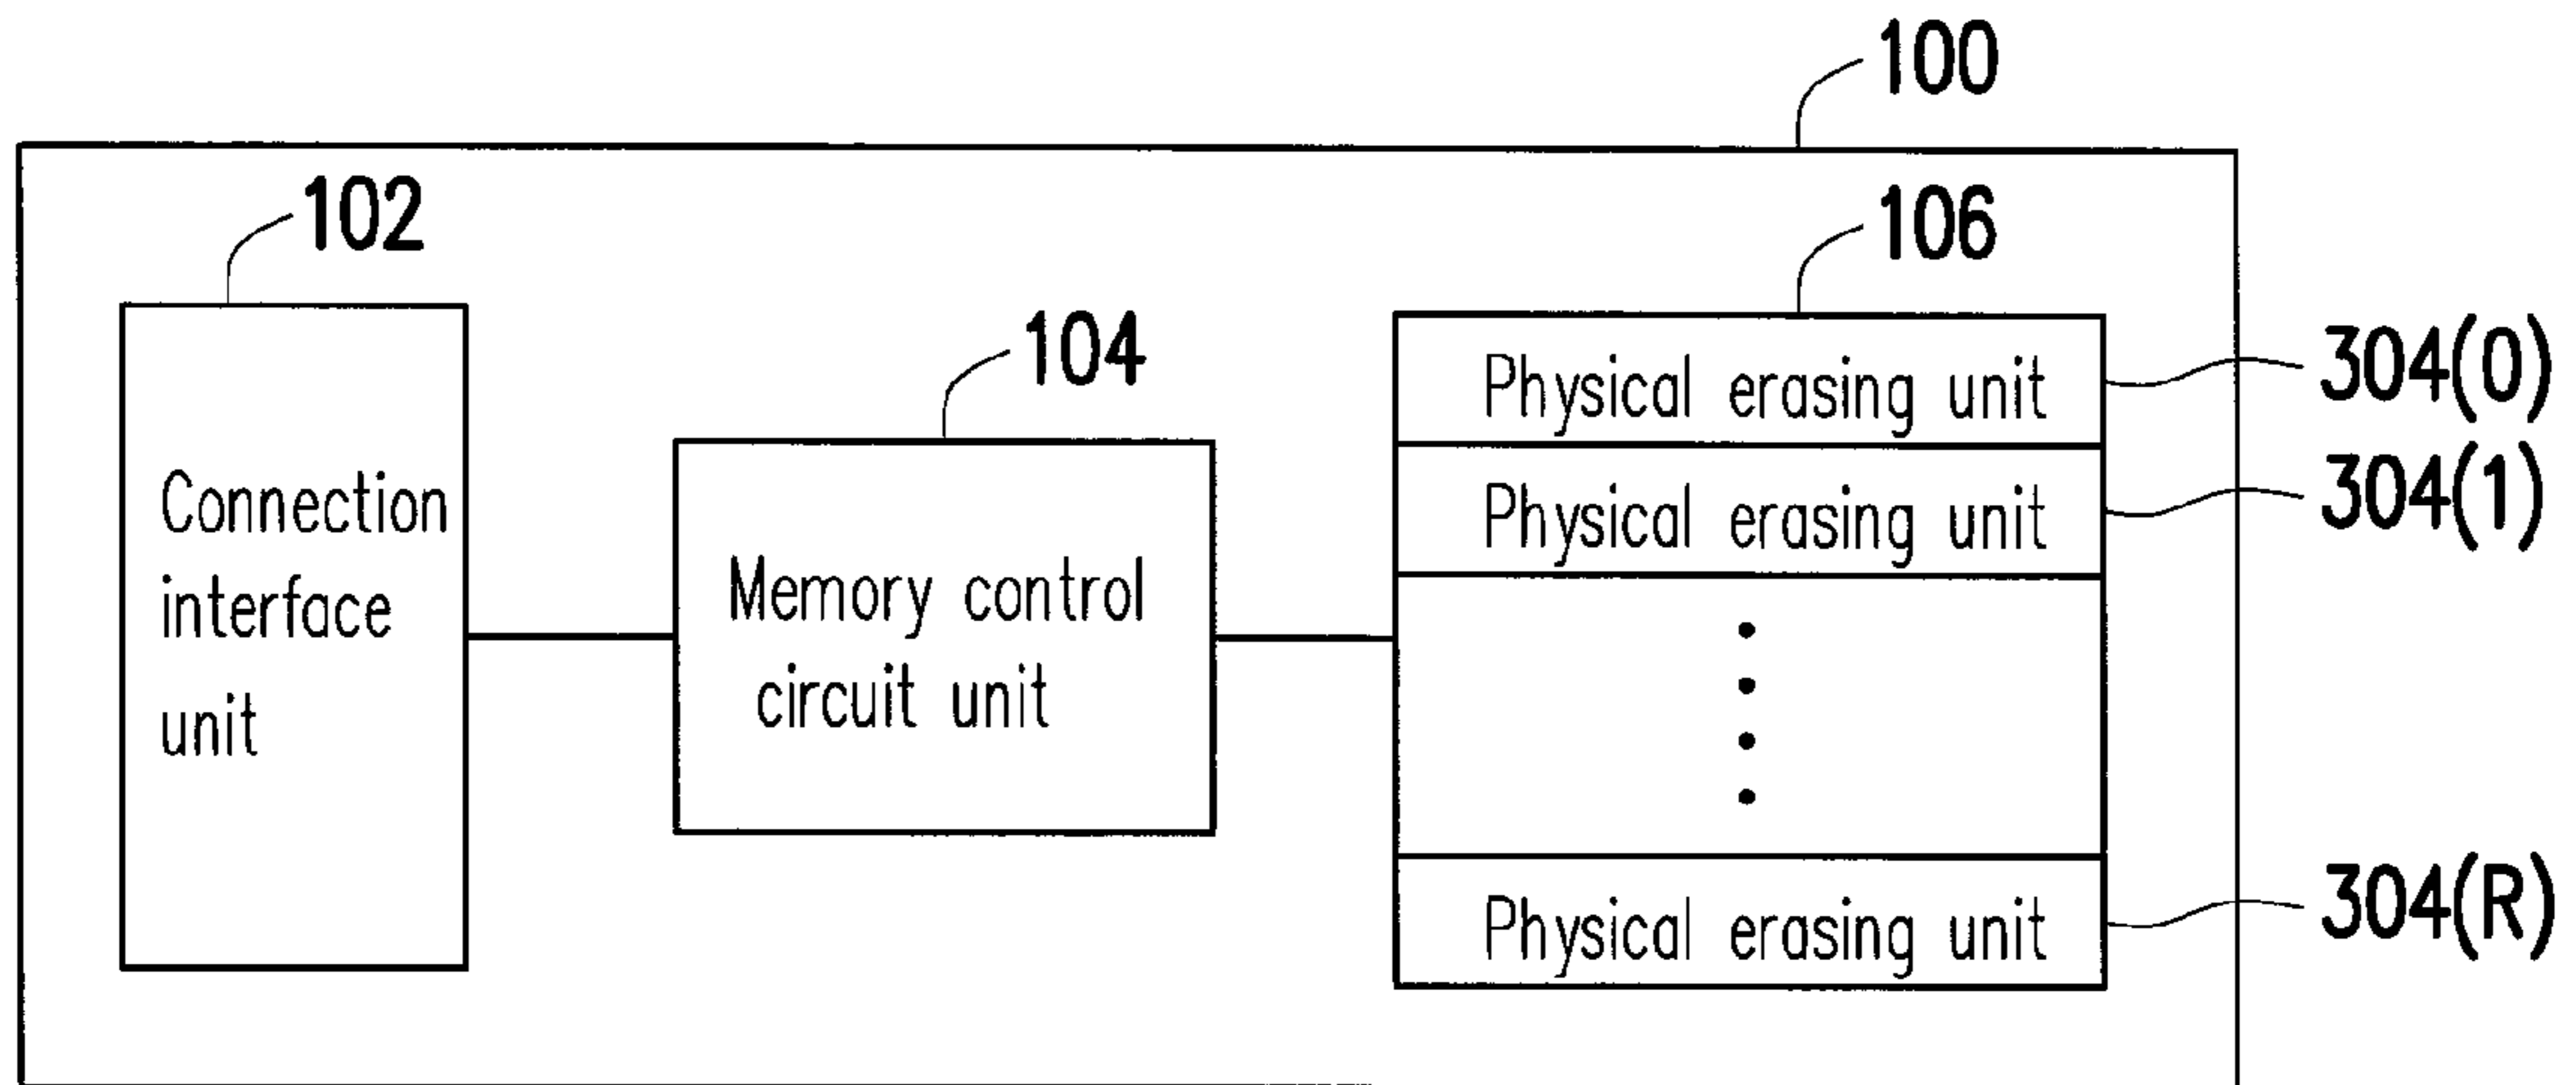 100
102
106
104
Connection
interface
unit
Memory control
circuit unit
Physical erasing unit
304(0)
Physical erasing unit
304(1)
Physical erasing unit
304(R)